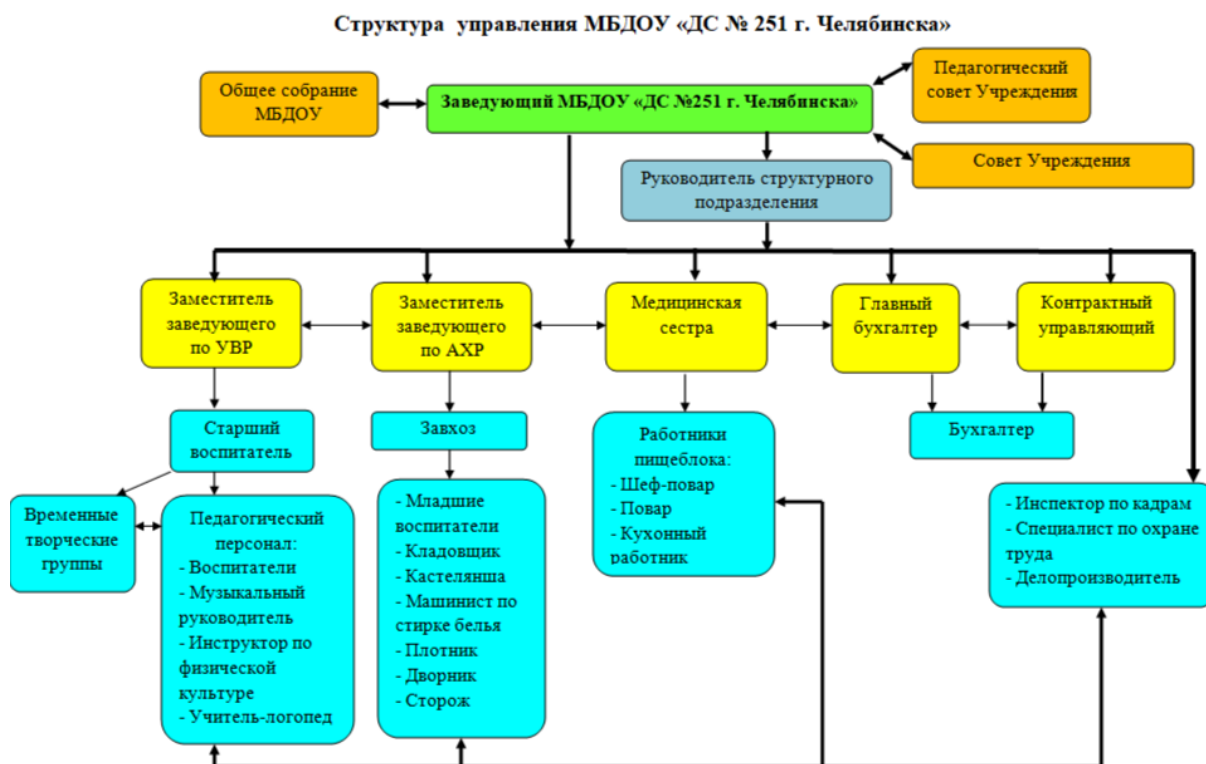 Структура управления МБДОУ «ДС № 251 г. Челябинска»
Общее собрание
МБДОУ
Заведующий МБДОУ «ДС №251 г. Челябинска»
Педагогический
совет Учреждения
Совет Учреждения
Руководитель структурного
подразделения
Заместитель
заведующего
по УВР
Заместитель
заведующего
по АХР
Медицинская
сестра
Главный
бухгалтер
Контрактный
управляющий
Старший
воспитатель
Завхоз
Работники
пищеблока:
- Шеф-повар
- Повар
- Кухонный
работник
Бухгалтер
Временные
творческие
группы
Педагогический
персонал:
- Воспитатели
- Музыкальный
руководитель
- Инструктор по
физической
культуре
- Учитель-логопед
- Младшие
воспитатели
- Кладовщик
- Кастелянша
- Машинист по
стирке белья
- Плотник
- Дворник
- Сторож
- Инспектор по кадрам
- Специалист по охране
труда
- Делопроизводитель